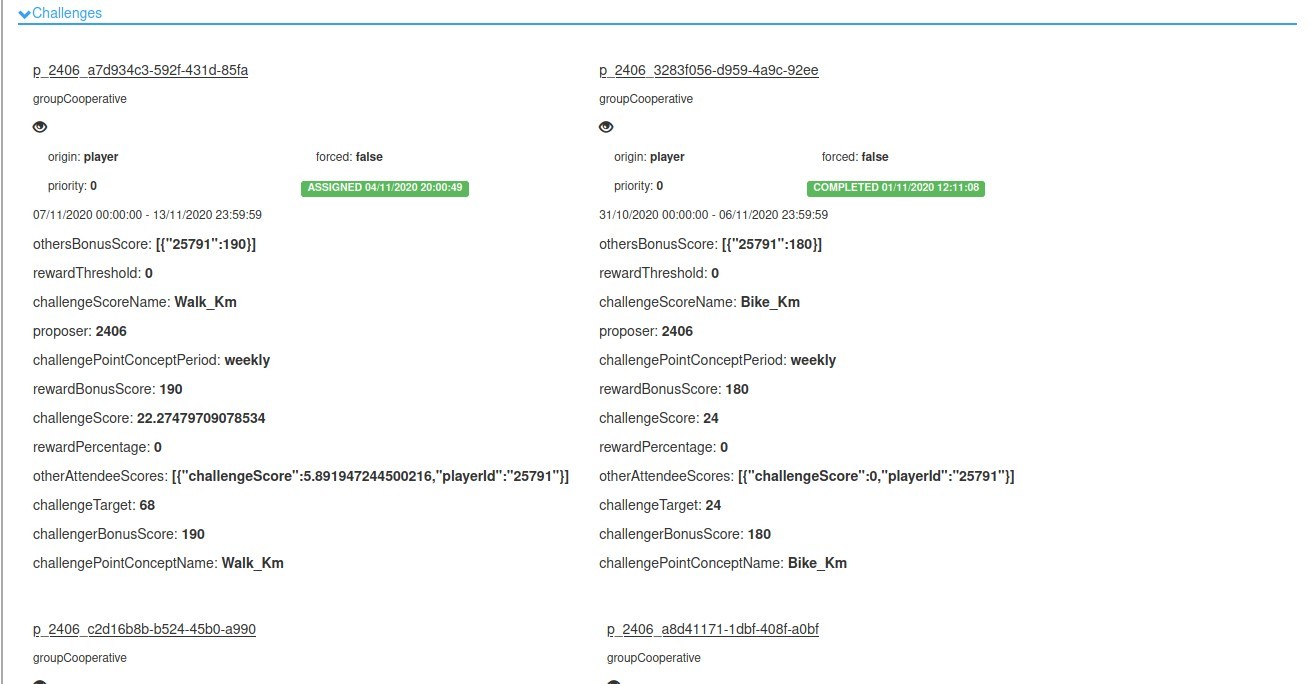 Challenges
p_2406_a7d934c3-592f-431d-85fa
groupCooperative
origin: player forced: false
priority: 0 ASSIGNED 04/11/2020 20:00:49
07/11/2020 00:00:00 - 13/11/2020 23:59:59
othersBonusScore: [{"25791":190}]
rewardThreshold: 0
challengeScoreName: Walk_Km
proposer: 2406
challengePointConceptPeriod: weekly
rewardBonusScore: 190
challengeScore: 22.27479709078534
rewardPercentage: 0
otherAttendeeScores: [{"challengeScore":5.891947244500216,"playerId":"25791"}]
challengeTarget: 68
challengerBonusScore: 190
challengePointConceptName: Walk_Km
p_2406_3283f056-d959-4a9c-92ee
groupCooperative
origin: player forced: false
priority: 0 COMPLETED 01/11/2020 12:11:08
31/10/2020 00:00:00 - 06/11/2020 23:59:59
othersBonusScore: [{"25791":180}]
rewardThreshold: 0
challengeScoreName: Bike_Km
proposer: 2406
challengePointConceptPeriod: weekly
rewardBonusScore: 180
challengeScore: 24
rewardPercentage: 0
otherAttendeeScores: [{"challengeScore":0,"playerId":"25791"}]
challengeTarget: 24
challengerBonusScore: 180
challengePointConceptName: Bike_Km
p_2406_c2d16b8b-b524-45b0-a990
groupCooperative
p_2406_a8d41171-1dbf-408f-a0bf
groupCooperative